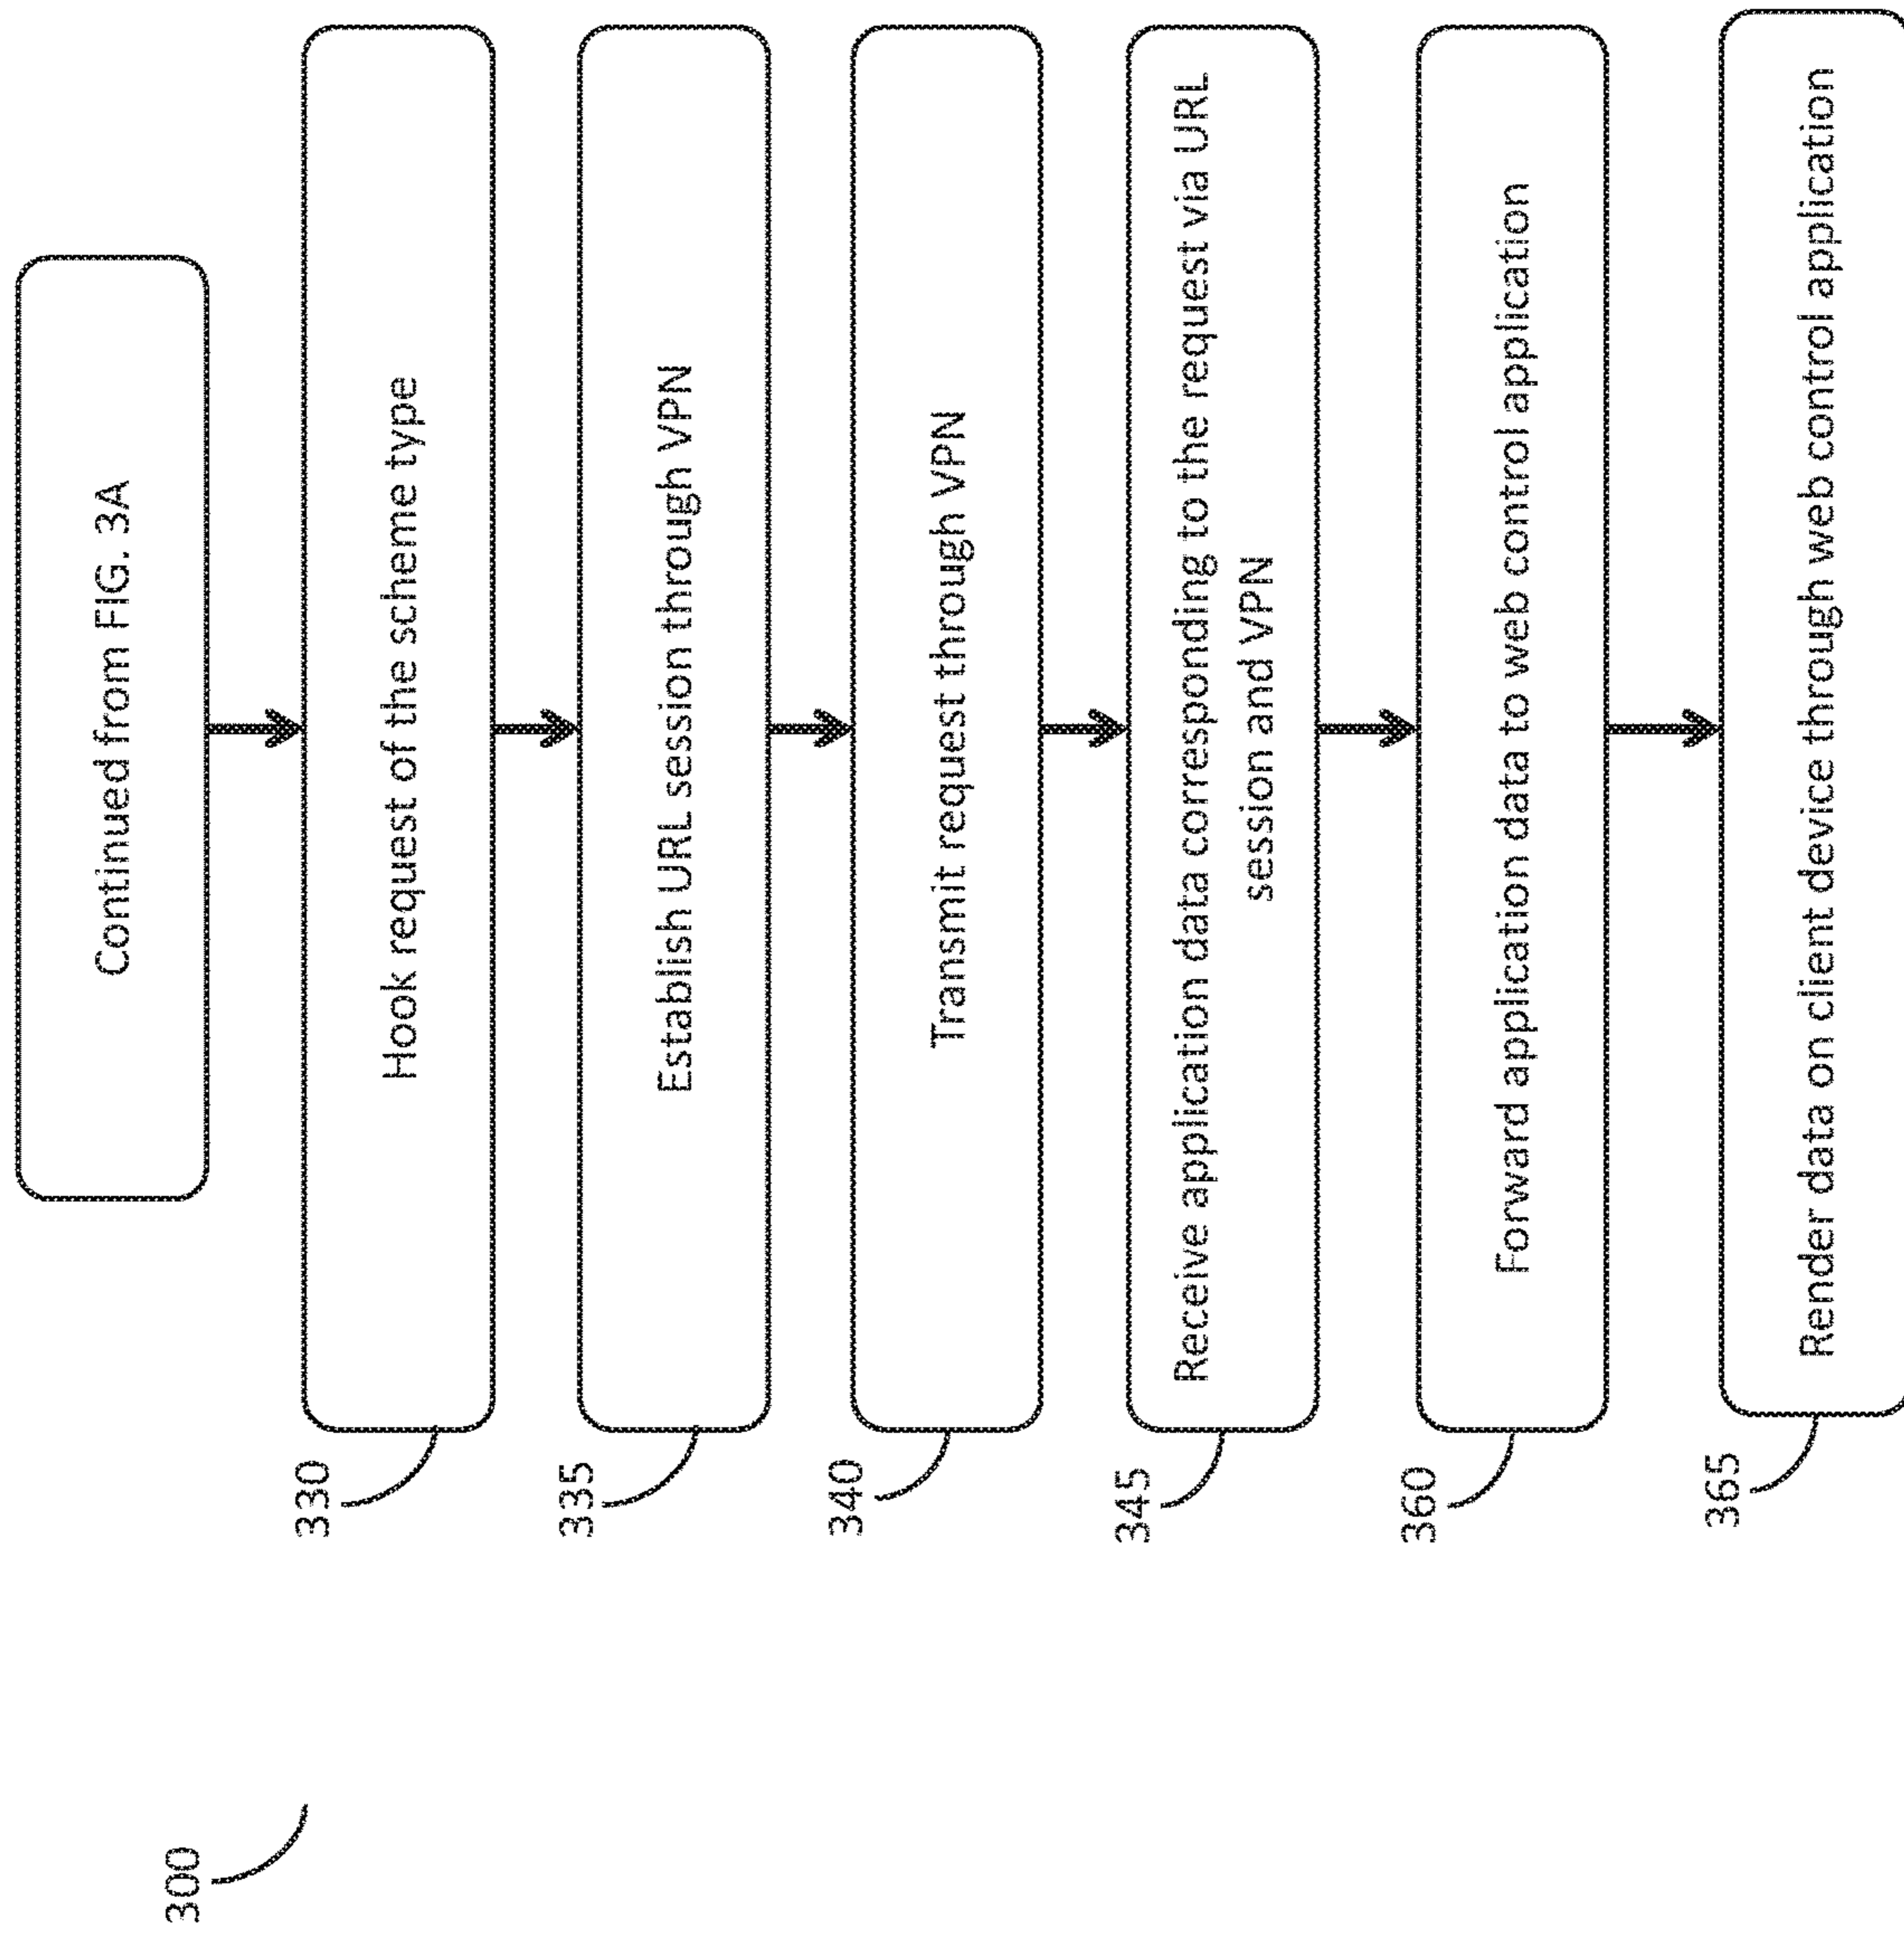 300
Continued from FIG. 3A
330
Hook request of the scheme type
335
Establish URL session through VPN
340
Transmit request through VPN
345
Receive application data corresponding to the request via URL
session and VPN
360
Forward application data to web control application
365
Render data on client device through web control application